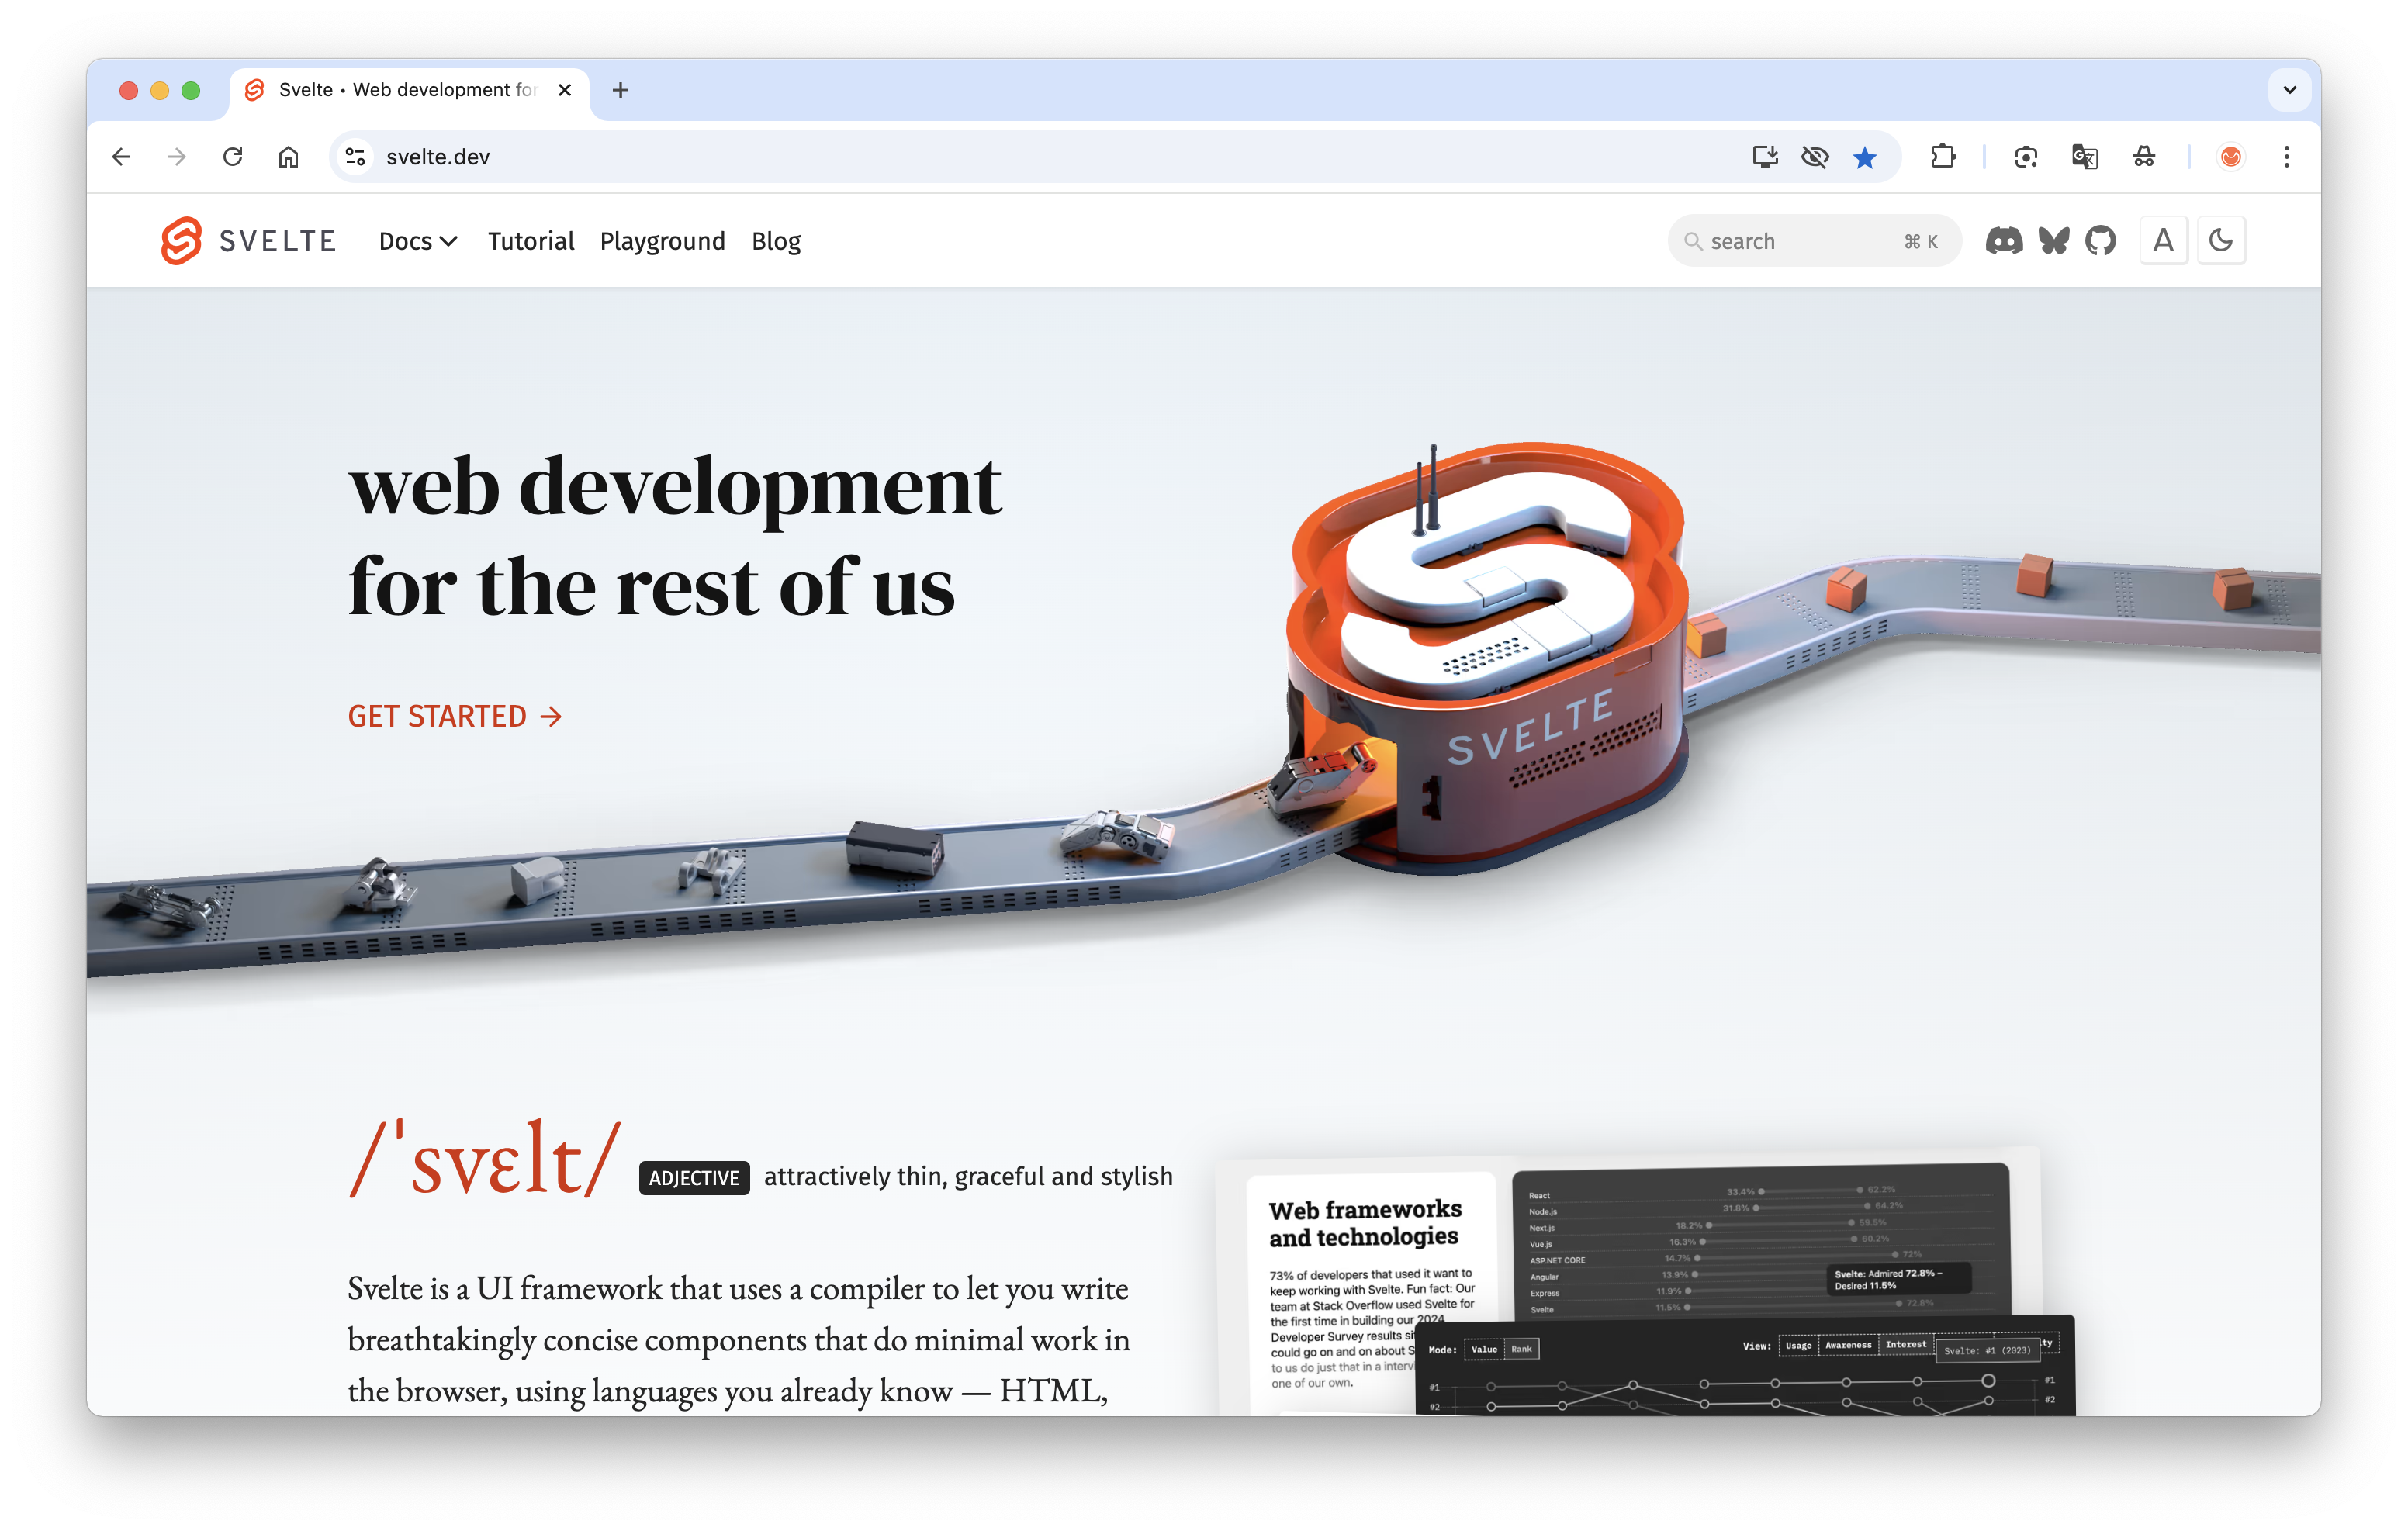 Svelte • Web development for
svelte.dev
SVELTE
Docs
Tutorial
Playground
Blog
search
⌘ K
A
web development
for the rest of us
GET STARTED →
SVELTE
/ˈsvɛlt/
ADJECTIVE
attractively thin, graceful and stylish
Svelte is a UI framework that uses a compiler to let you write
breathtakingly concise components that do minimal work in
the browser, using languages you already know — HTML,
Web frameworks
and technologies
73% of developers that used it want to
keep working with Svelte. Fun fact: Our
team at Stack Overflow used Svelte for
the first time in building our 2024
Developer Survey results si
could go on and on about S
to us do just that in a interv
one of our own.
React 33.4% 62.2%
Node.js 31.8% 64.2%
Next.js 18.2% 59.5%
Vue.js 16.3% 60.2%
ASP.NET CORE 14.7% 72%
Angular 13.9%
Express 11.9%
Svelte 11.5% 72.8%
Svelte: Admired 72.8% –
Desired 11.5%
Mode: Value Rank
View: Usage Awareness Interest ty
Svelte: #1 (2023)
#1 #1
#2 #2